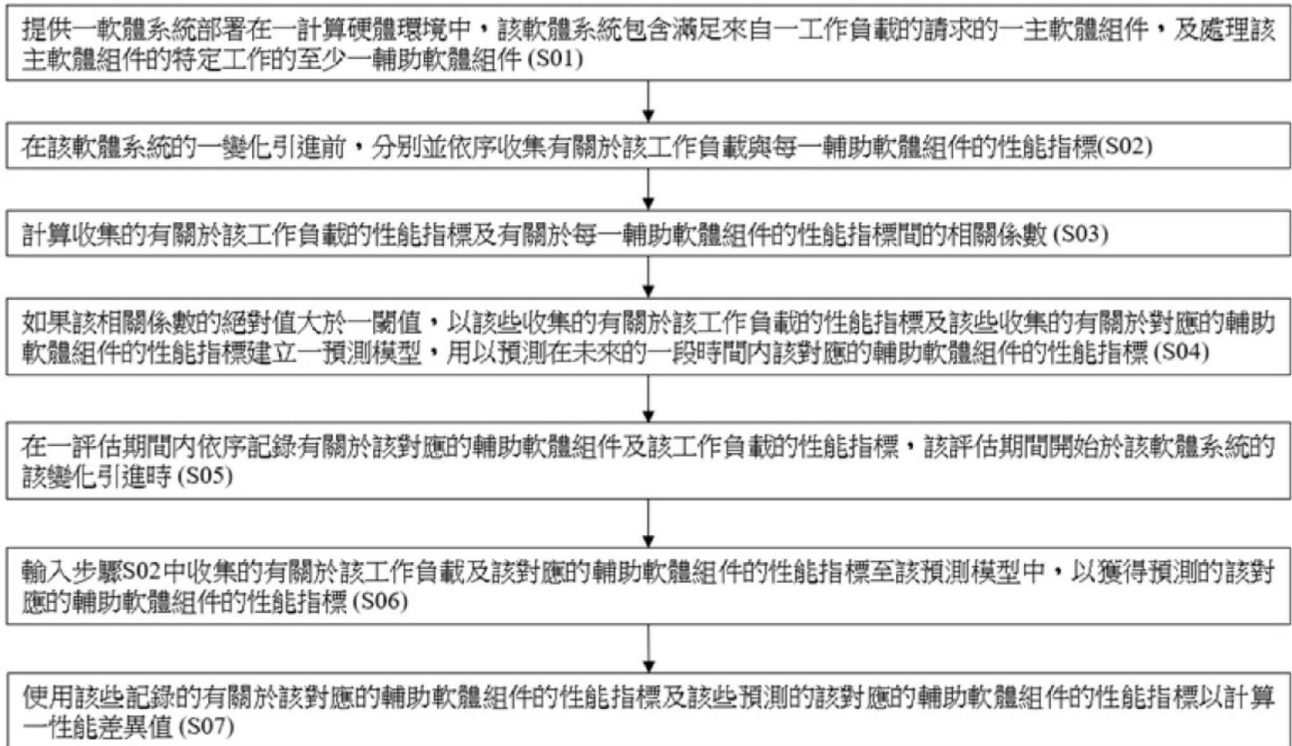 提供一軟體系統部署在一計算硬體環境中，該軟體系統包含滿足來自一工作負載的請求的一主軟體組件，及處理該
主軟體組件的特定工作的至少一輔助軟體組件 (S01)
在該軟體系統的一變化引進前，分別並依序收集有關於該工作負載與每一輔助軟體組件的性能指標(S02)
計算收集的有關於該工作負載的性能指標及有關於每一輔助軟體組件的性能指標間的相關係數 (S03)
如果該相關係數的絕對值大於一閾值，以該些收集的有關於該工作負載的性能指標及該些收集的有關於對應的輔助
軟體組件的性能指標建立一預測模型，用以預測在未來的一段時間內該對應的輔助軟體組件的性能指標 (S04)
在一評估期間內依序記錄有關於該對應的輔助軟體組件及該工作負載的性能指標，該評估期間開始於該軟體系統的
該變化引進時 (S05)
輸入步驟S02中收集的有關於該工作負載及該對應的輔助軟體組件的性能指標至該預測模型中，以獲得預測的該對
應的輔助軟體組件的性能指標 (S06)
使用該些記錄的有關於該對應的輔助軟體組件的性能指標及該些預測的該對應的輔助軟體組件的性能指標以計算
一性能差異值 (S07)